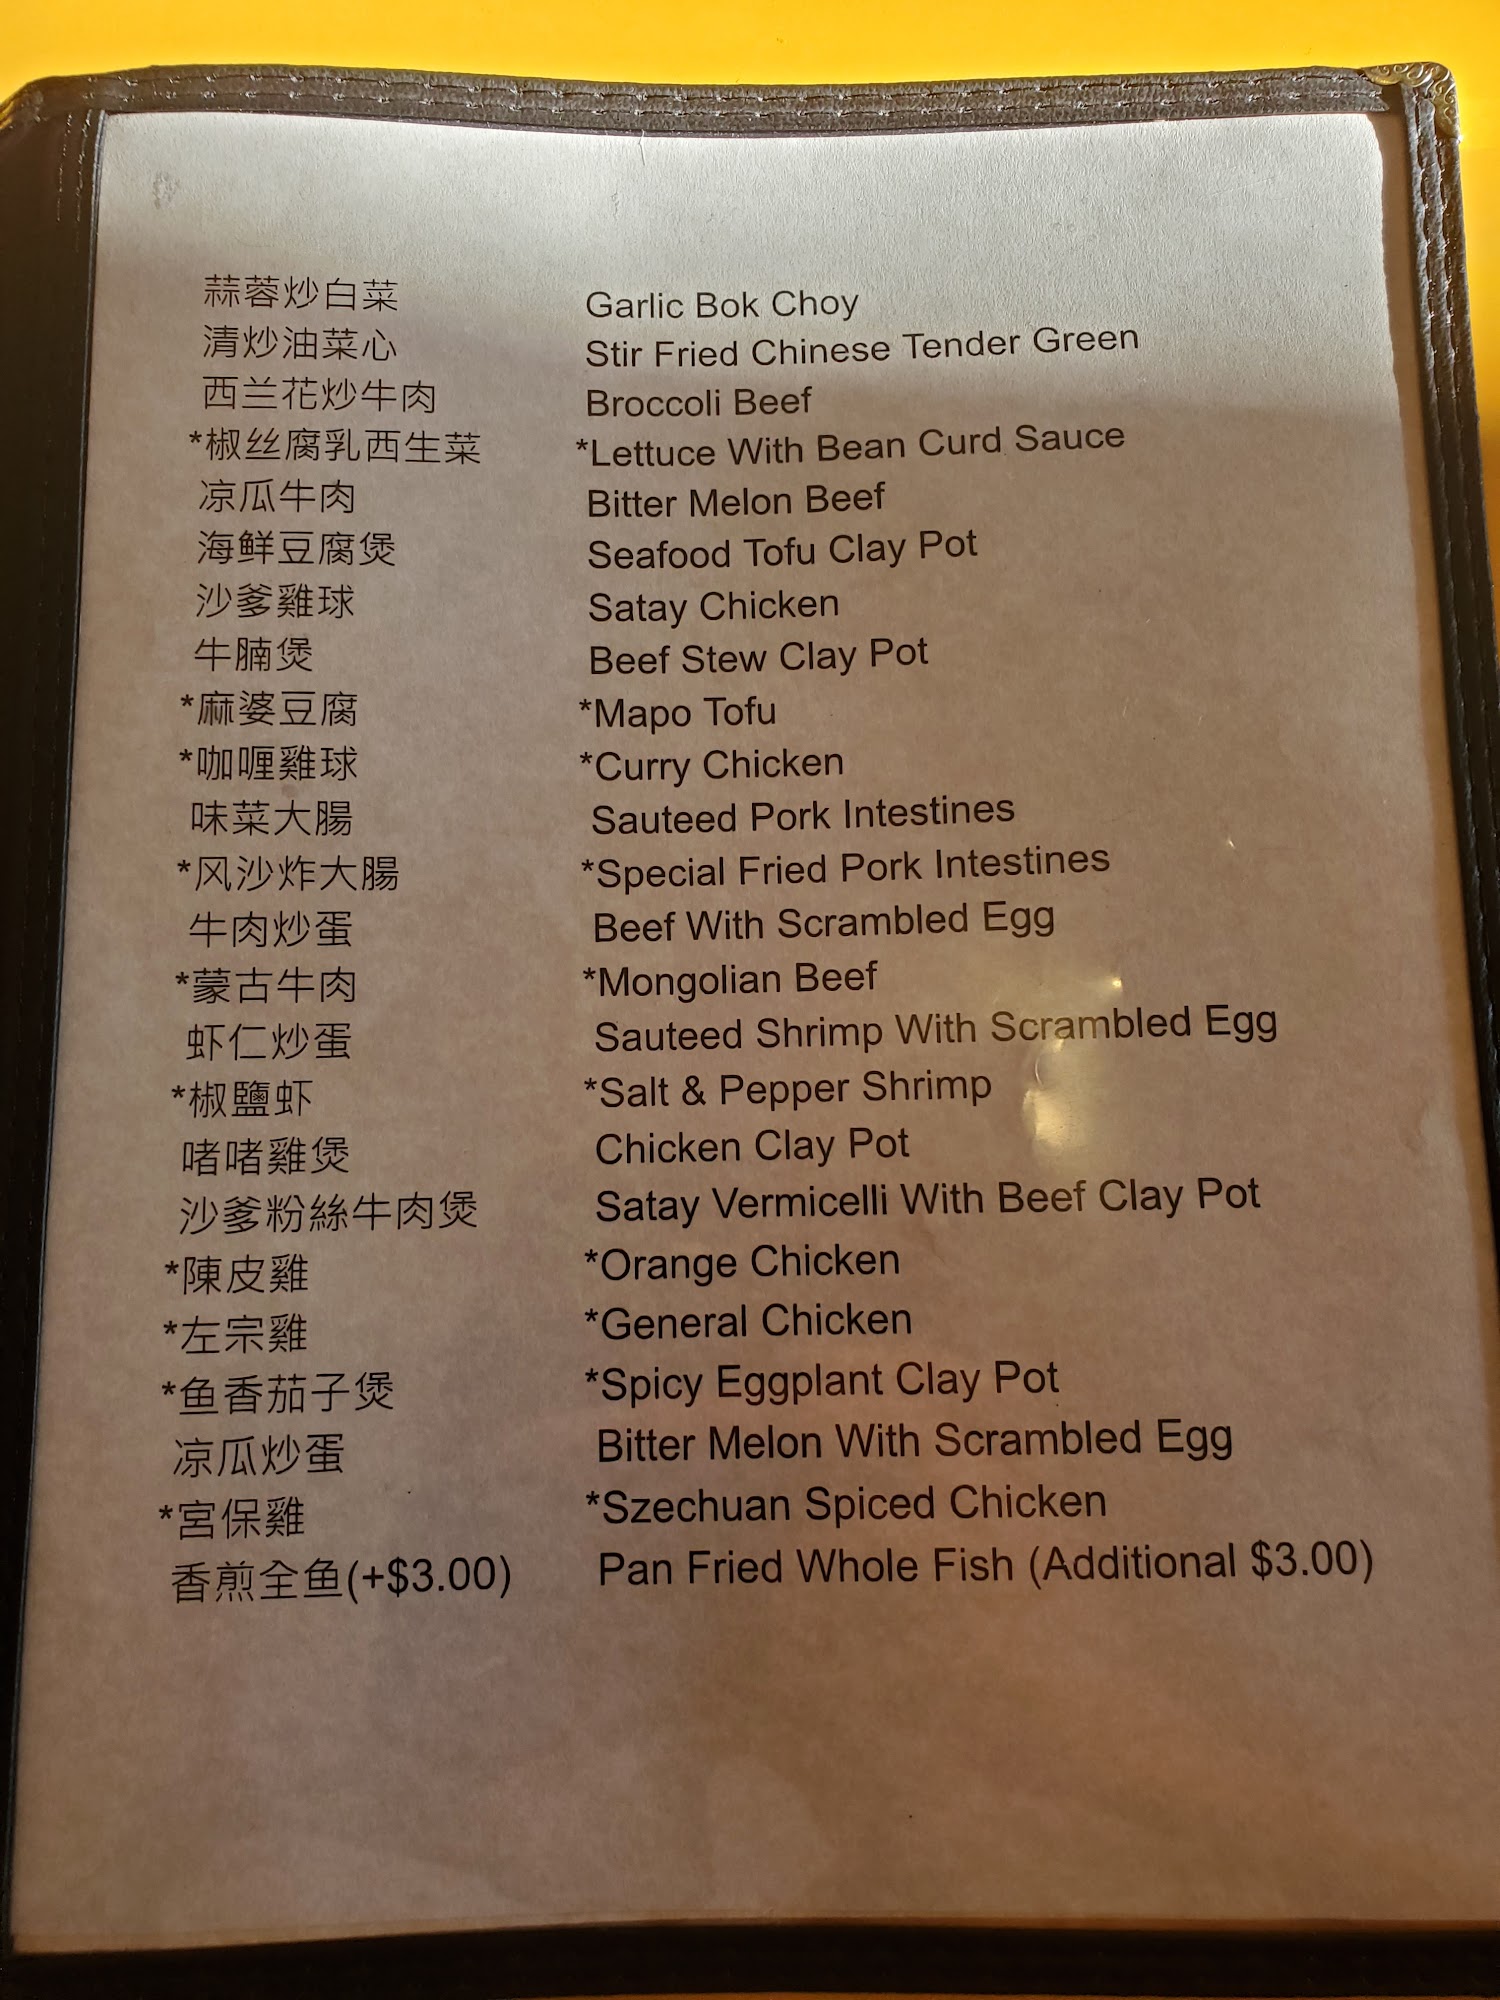 蒜蓉炒白菜 Garlic Bok Choy
清炒油菜心 Stir Fried Chinese Tender Green
西兰花炒牛肉 Broccoli Beef
*椒丝腐乳西生菜 *Lettuce With Bean Curd Sauce
凉瓜牛肉 Bitter Melon Beef
海鲜豆腐煲 Seafood Tofu Clay Pot
沙爹雞球 Satay Chicken
牛腩煲 Beef Stew Clay Pot
*麻婆豆腐 *Mapo Tofu
*咖喱雞球 *Curry Chicken
味菜大腸 Sauteed Pork Intestines
*风沙炸大腸 *Special Fried Pork Intestines
牛肉炒蛋 Beef With Scrambled Egg
*蒙古牛肉 *Mongolian Beef
虾仁炒蛋 Sauteed Shrimp With Scrambled Egg
*椒鹽虾 *Salt & Pepper Shrimp
啫啫雞煲 Chicken Clay Pot
沙爹粉絲牛肉煲 Satay Vermicelli With Beef Clay Pot
*陳皮雞 *Orange Chicken
*左宗雞 *General Chicken
*鱼香茄子煲 *Spicy Eggplant Clay Pot
凉瓜炒蛋 Bitter Melon With Scrambled Egg
*宮保雞 *Szechuan Spiced Chicken
香煎全鱼(+$3.00) Pan Fried Whole Fish (Additional $3.00)